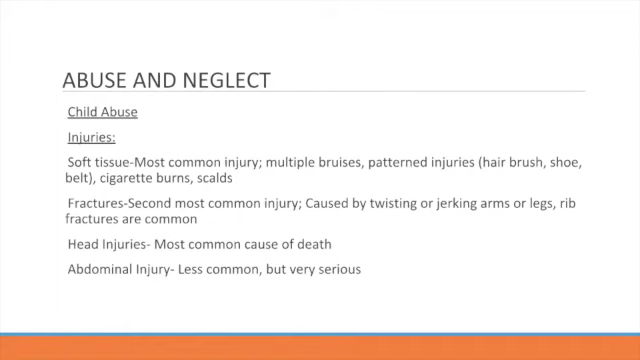 ABUSE AND NEGLECT
Child Abuse
Injuries:
Soft tissue-Most common injury; multiple bruises, patterned injuries (hair brush, shoe,
belt), cigarette burns, scalds
Fractures-Second most common injury; Caused by twisting or jerking arms or legs, rib
fractures are common
Head Injuries- Most common cause of death
Abdominal Injury- Less common, but very serious